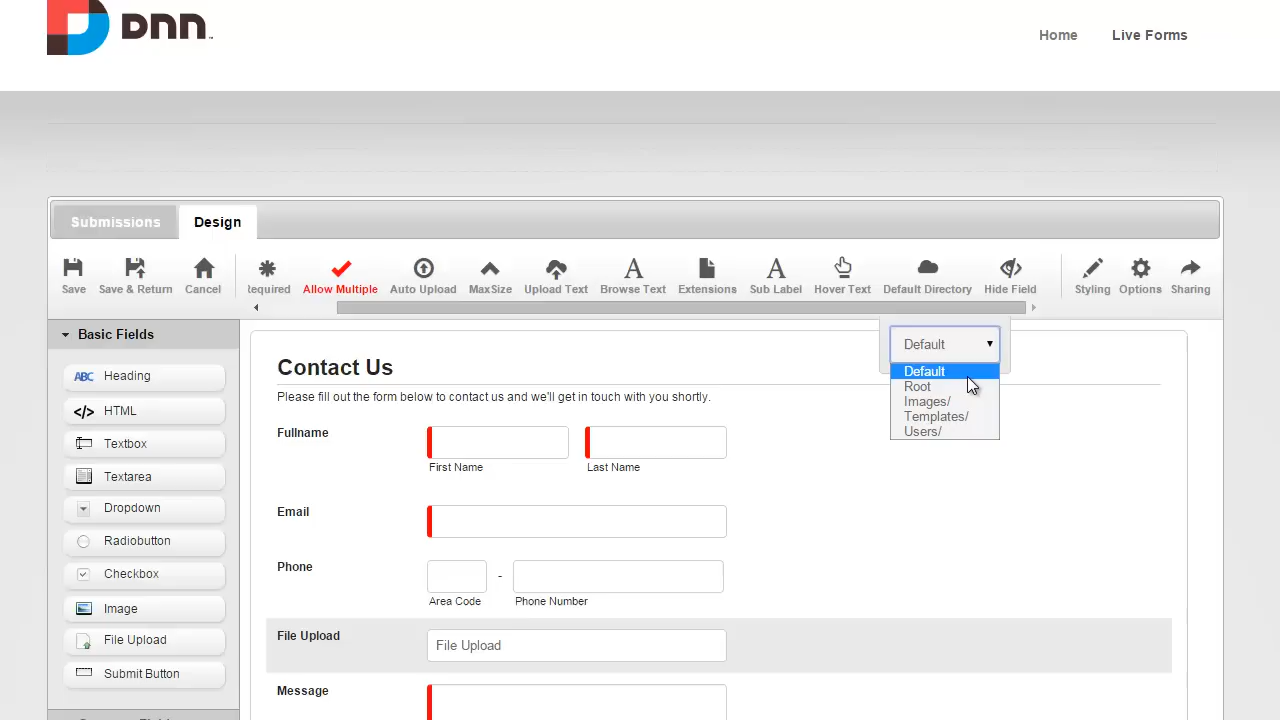 DNN
Home
Live Forms
Submissions
Design
Save
Save & Return
Cancel
equired
Allow Multiple
Auto Upload
MaxSize
Upload Text
Browse Text
Extensions
Sub Label
Hover Text
Default Directory
Hide Field
Styling
Options
Sharing
Basic Fields
ABC Heading
</> HTML
Textbox
Textarea
Dropdown
Radiobutton
Checkbox
Image
File Upload
Submit Button
Default
Default
Root
Images/
Templates/
Users/
Contact Us
Please fill out the form below to contact us and we'll get in touch with you shortly.
Fullname
First Name
Last Name
Email
Phone
-
Area Code
Phone Number
File Upload
File Upload
Message